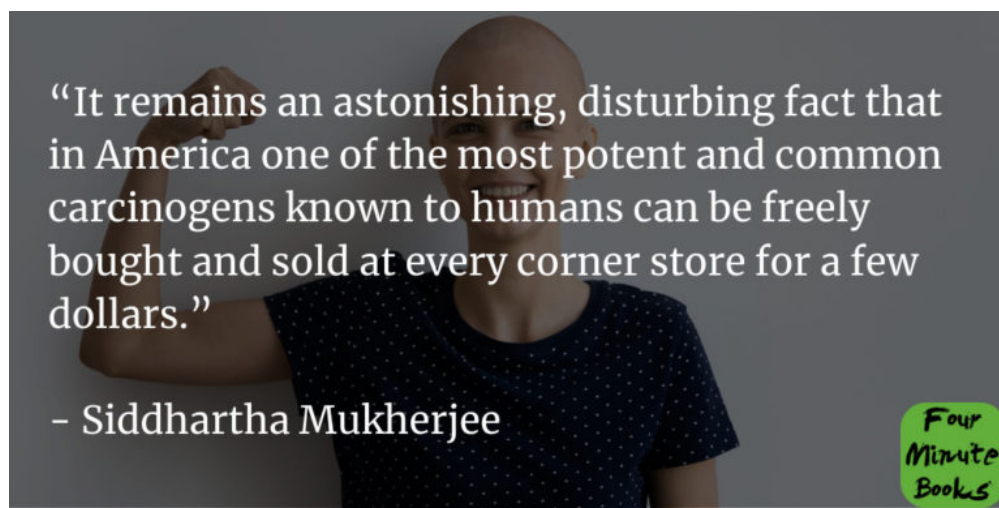 “It remains an astonishing, disturbing fact that
in America one of the most potent and common
carcinogens known to humans can be freely
bought and sold at every corner store for a few
dollars.”
– Siddhartha Mukherjee
Four
Minute
Books